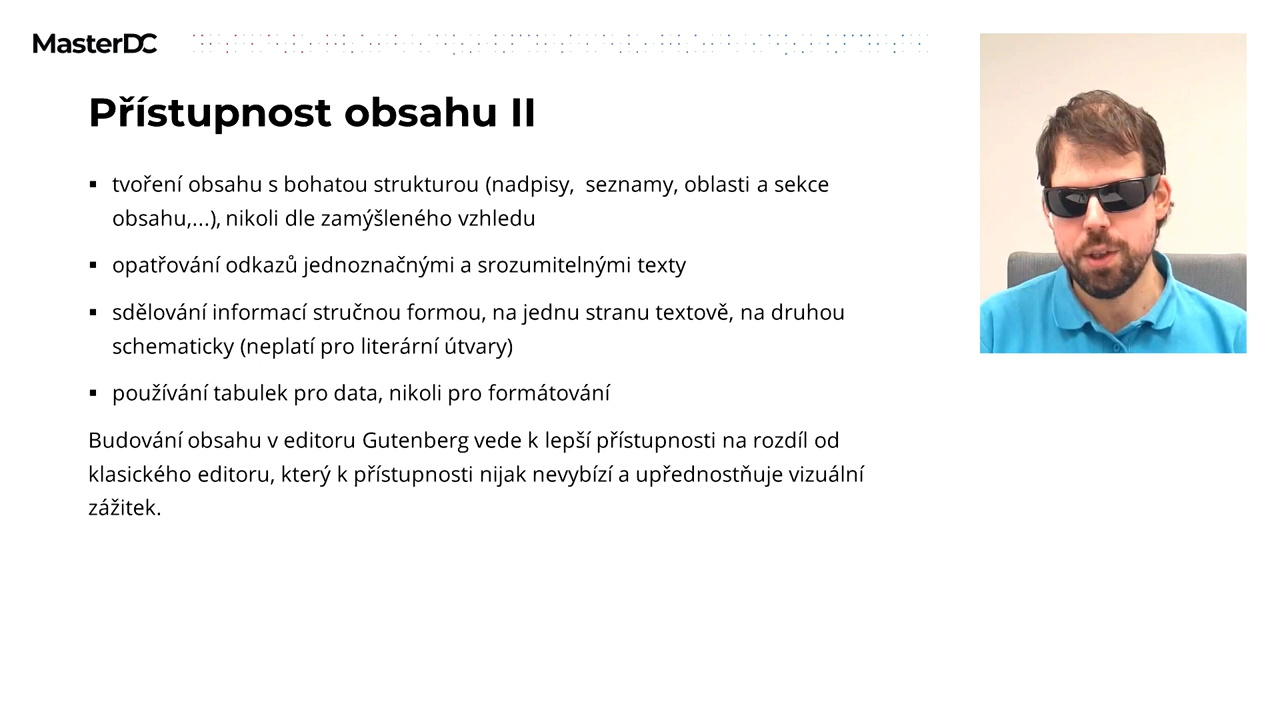 MasterDC
Přístupnost obsahu II
▪ tvoření obsahu s bohatou strukturou (nadpisy, seznamy, oblasti a sekce
obsahu,...), nikoli dle zamýšleného vzhledu
▪ opatřování odkazů jednoznačnými a srozumitelnými texty
▪ sdělování informací stručnou formou, na jednu stranu textově, na druhou
schematicky (neplatí pro literární útvary)
▪ používání tabulek pro data, nikoli pro formátování
Budování obsahu v editoru Gutenberg vede k lepší přístupnosti na rozdíl od
klasického editoru, který k přístupnosti nijak nevybízí a upřednostňuje vizuální
zážitek.